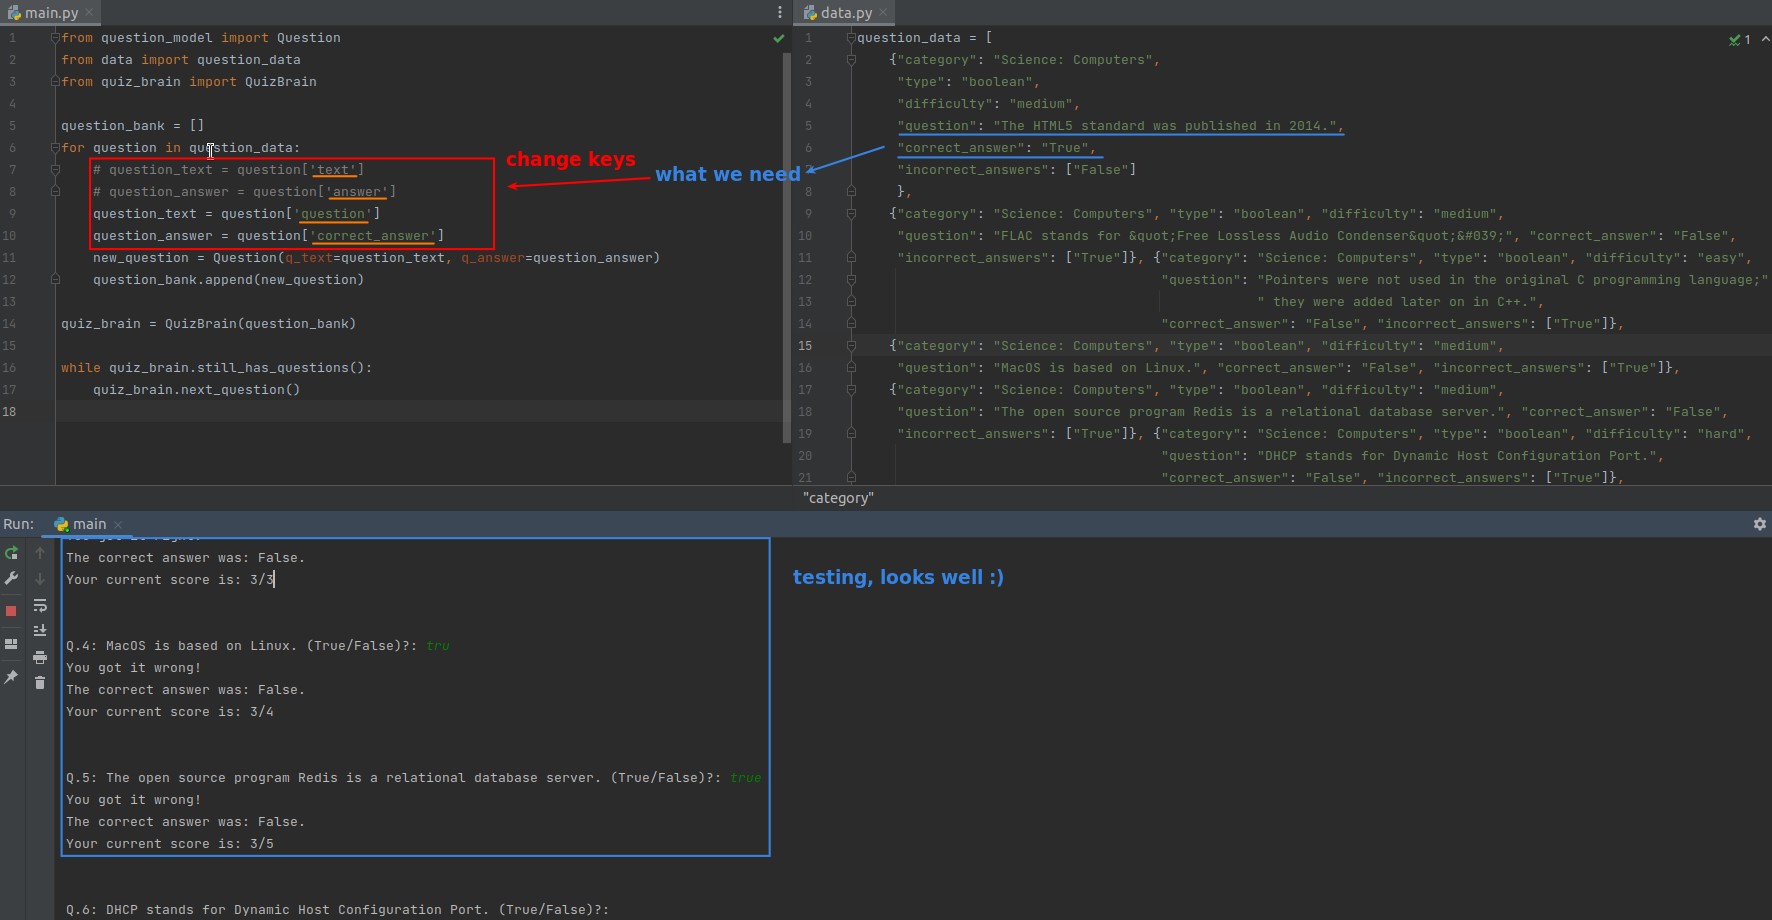 main.py
1 from question_model import Question
2 from data import question_data
3 from quiz_brain import QuizBrain
4
5 question_bank = []
6 for question in question_data:
7 # question_text = question['text']
8 # question_answer = question['answer']
9 question_text = question['question']
10 question_answer = question['correct_answer']
11 new_question = Question(q_text=question_text, q_answer=question_answer)
12 question_bank.append(new_question)
13
14 quiz_brain = QuizBrain(question_bank)
15
16 while quiz_brain.still_has_questions():
17 quiz_brain.next_question()
18
change keys
what we need
data.py
1 question_data = [
1
2 {"category": "Science: Computers",
3 "type": "boolean",
4 "difficulty": "medium",
5 "question": "The HTML5 standard was published in 2014.",
6 "correct_answer": "True",
"incorrect_answers": ["False"]
8 },
9 {"category": "Science: Computers", "type": "boolean", "difficulty": "medium",
10 "question": "FLAC stands for &quot;Free Lossless Audio Condenser&quot;&#039;", "correct_answer": "False",
11 "incorrect_answers": ["True"]}, {"category": "Science: Computers", "type": "boolean", "difficulty": "easy",
12 "question": "Pointers were not used in the original C programming language;"
13 " they were added later on in C++.",
14 "correct_answer": "False", "incorrect_answers": ["True"]},
15 {"category": "Science: Computers", "type": "boolean", "difficulty": "medium",
16 "question": "MacOS is based on Linux.", "correct_answer": "False", "incorrect_answers": ["True"]},
17 {"category": "Science: Computers", "type": "boolean", "difficulty": "medium",
18 "question": "The open source program Redis is a relational database server.", "correct_answer": "False",
19 "incorrect_answers": ["True"]}, {"category": "Science: Computers", "type": "boolean", "difficulty": "hard",
20 "question": "DHCP stands for Dynamic Host Configuration Port.",
21 "correct_answer": "False", "incorrect_answers": ["True"]},
"category"
Run: main
The correct answer was: False.
Your current score is: 3/3
Q.4: MacOS is based on Linux. (True/False)?: tru
You got it wrong!
The correct answer was: False.
Your current score is: 3/4
Q.5: The open source program Redis is a relational database server. (True/False)?: true
You got it wrong!
The correct answer was: False.
Your current score is: 3/5
Q.6: DHCP stands for Dynamic Host Configuration Port. (True/False)?:
testing, looks well :)